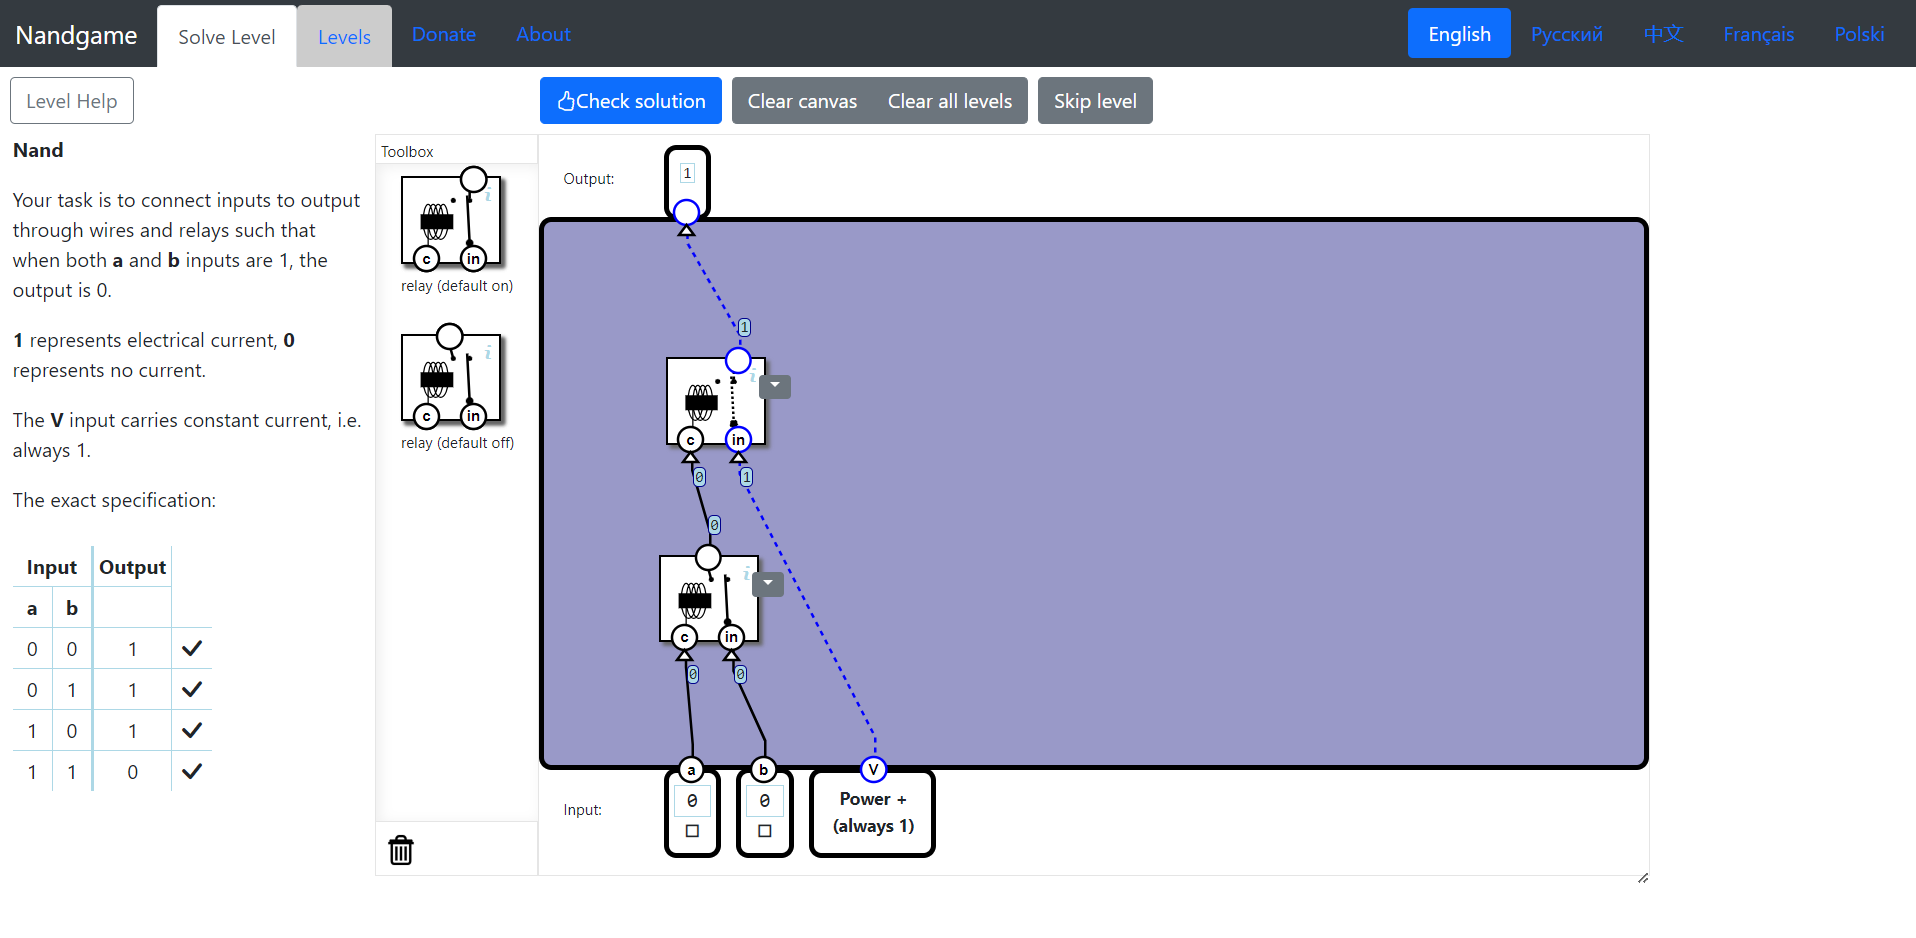 Nandgame
Solve Level
Levels
Donate
About
English
Русский
中文
Français
Polski
Level Help
Check solution
Clear canvas
Clear all levels
Skip level
Nand
Your task is to connect inputs to output
through wires and relays such that
when both a and b inputs are 1, the
output is 0.
1 represents electrical current, 0
represents no current.
The V input carries constant current, i.e.
always 1.
The exact specification:
Input Output
a b
0 0 1
0 1 1
1 0 1
1 1 0
Toolbox
i
c in
relay (default on)
i
c in
relay (default off)
Output:
1
1
i
c in
0 1
0
i
c in
0 0
a b V
Input:
0 0
Power +
(always 1)